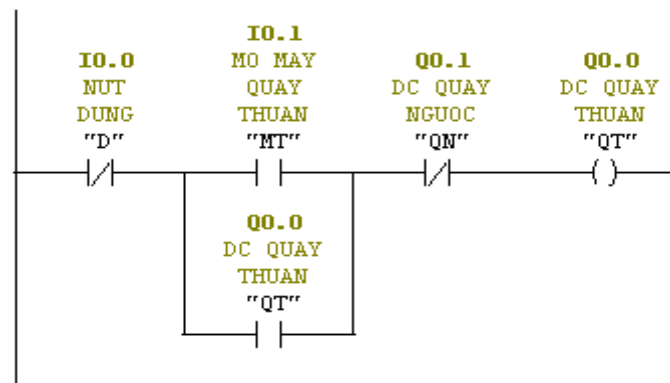 I0.0
NUT
DUNG
"D"
I0.1
MO MAY
QUAY
THUAN
"MT"
Q0.1
DC QUAY
NGUOC
"QN"
Q0.0
DC QUAY
THUAN
"QT"
Q0.0
DC QUAY
THUAN
"QT"